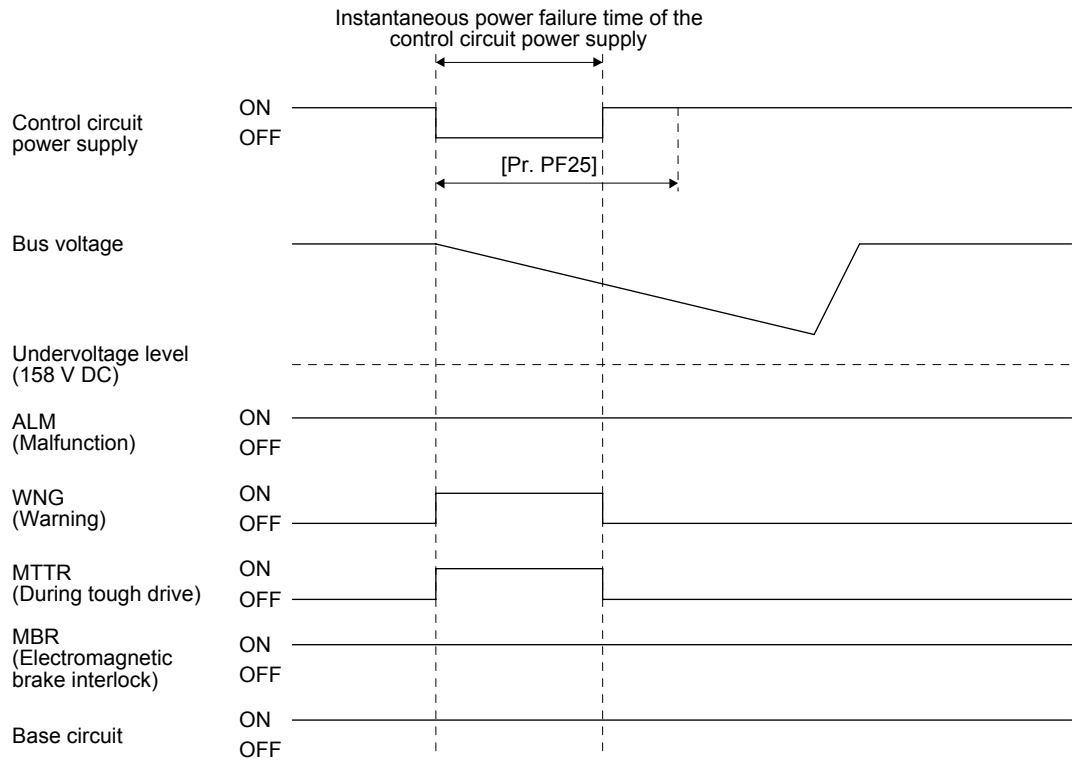 Instantaneous power failure time of the
control circuit power supply
Control circuit
power supply
ON
OFF
[Pr. PF25]
Bus voltage
Undervoltage level
(158 V DC)
ALM
(Malfunction)
ON
OFF
WNG
(Warning)
ON
OFF
MTTR
(During tough drive)
ON
OFF
MBR
(Electromagnetic
brake interlock)
ON
OFF
Base circuit
ON
OFF